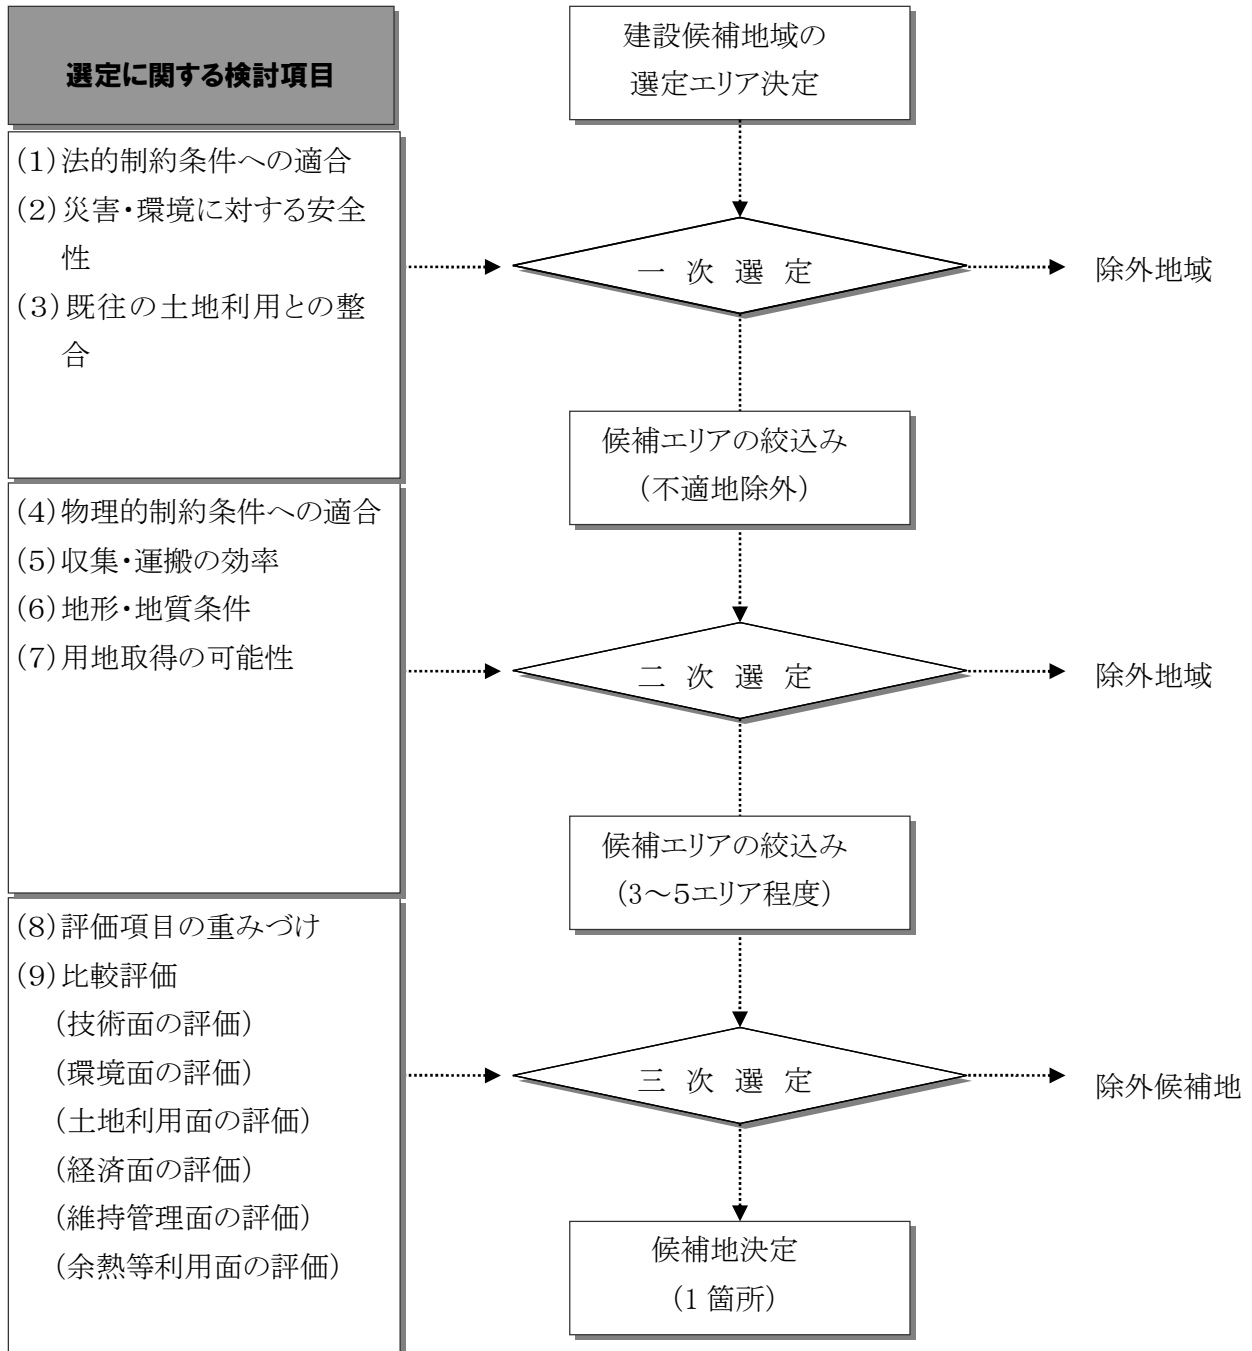 選定に関する検討項目
(1)法的制約条件への適合
(2)災害・環境に対する安全
性
(3)既往の土地利用との整
合
(4)物理的制約条件への適合
(5)収集・運搬の効率
(6)地形・地質条件
(7)用地取得の可能性
(8)評価項目の重みづけ
(9)比較評価
(技術面の評価)
(環境面の評価)
(土地利用面の評価)
(経済面の評価)
(維持管理面の評価)
(余熱等利用面の評価)
建設候補地域の
選定エリア決定
一 次 選 定
除外地域
候補エリアの絞込み
(不適地除外)
二 次 選 定
除外地域
候補エリアの絞込み
(3~5エリア程度)
三 次 選 定
除外候補地
候補地決定
(1 箇所)